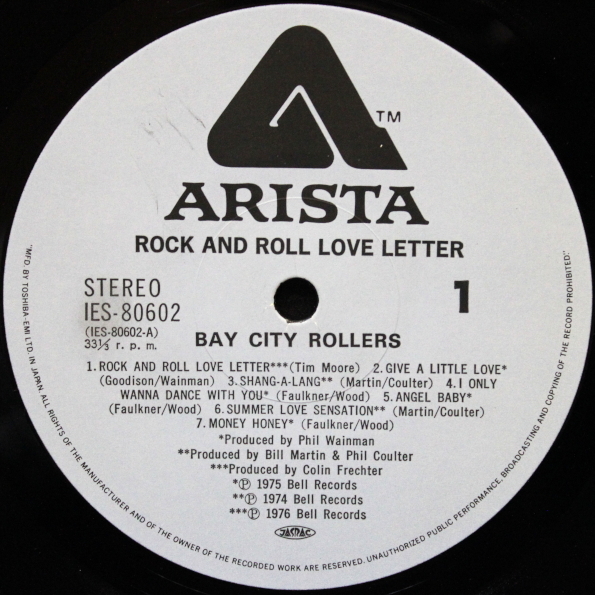 TM
ARISTA
ROCK AND ROLL LOVE LETTER
STEREO
IES-80602
(IES-80602-A)
33⅓ r. p. m.
1
BAY CITY ROLLERS
1.ROCK AND ROLL LOVE LETTER***(Tim Moore) 2.GIVE A LITTLE LOVE*
(Goodison/Wainman) 3.SHANG-A-LANG** (Martin/Coulter) 4.I ONLY
WANNA DANCE WITH YOU* (Faulkner/Wood) 5.ANGEL BABY*
(Faulkner/Wood) 6.SUMMER LOVE SENSATION** (Martin/Coulter)
7.MONEY HONEY* (Faulkner/Wood)
*Produced by Phil Wainman
**Produced by Bill Martin & Phil Coulter
***Produced by Colin Frechter
*℗ 1975 Bell Records
**℗ 1974 Bell Records
***℗ 1976 Bell Records
JASRAC
"MFD. BY TOSHIBA-EMI LTD. IN JAPAN. ALL RIGHTS OF THE MANUFACTURER AND OF THE OWNER OF THE RECORDED WORK ARE RESERVED. UNAUTHORIZED PUBLIC PERFORMANCE, BROADCASTING AND COPYING OF THE RECORD PROHIBITED."